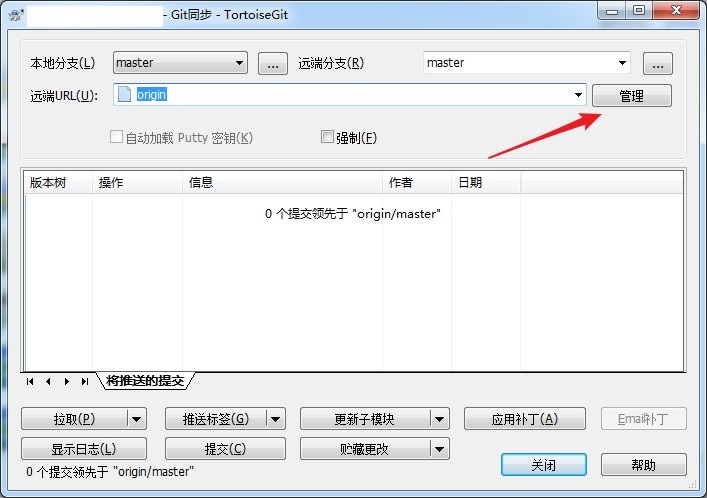 - Git同步 - TortoiseGit
本地分支(L) master ... 远端分支(R) master ...
远端URL(U): origin 管理
自动加载 Putty 密钥(K) 强制(F)
版本树 操作 信息 作者 日期
0 个提交领先于 "origin/master"
将推送的提交
拉取(P) 推送标签(G) 更新子模块 应用补丁(A) Email补丁
显示日志(L) 提交(C) 贮藏更改
0 个提交领先于 "origin/master" 关闭 帮助